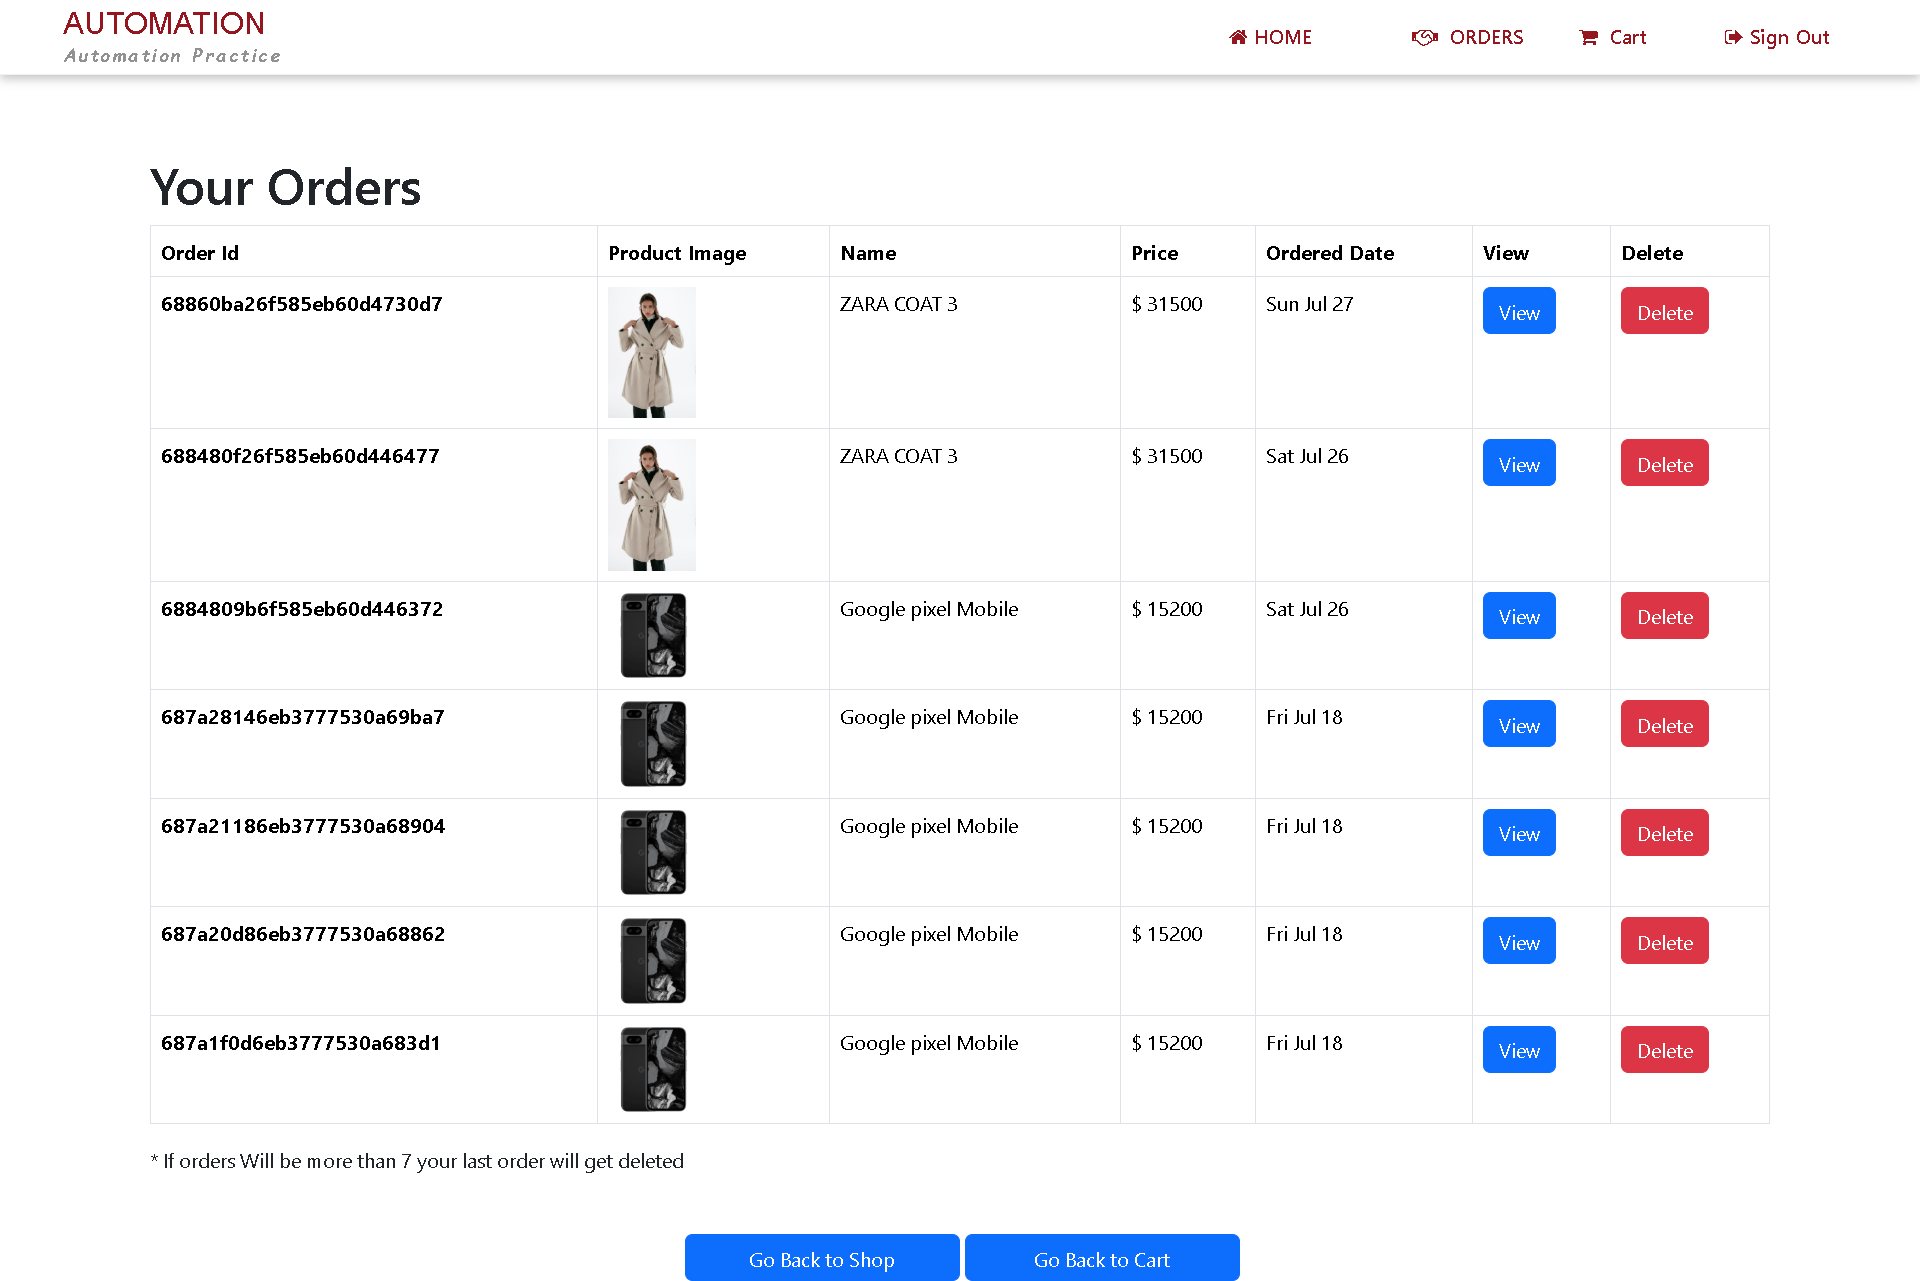 AUTOMATION
Automation Practice
HOME ORDERS Cart Sign Out
Your Orders
Order Id Product Image Name Price Ordered Date View Delete
68860ba26f585eb60d4730d7 ZARA COAT 3 $ 31500 Sun Jul 27 View Delete
688480f26f585eb60d446477 ZARA COAT 3 $ 31500 Sat Jul 26 View Delete
6884809b6f585eb60d446372 Google pixel Mobile $ 15200 Sat Jul 26 View Delete
687a28146eb3777530a69ba7 Google pixel Mobile $ 15200 Fri Jul 18 View Delete
687a21186eb3777530a68904 Google pixel Mobile $ 15200 Fri Jul 18 View Delete
687a20d86eb3777530a68862 Google pixel Mobile $ 15200 Fri Jul 18 View Delete
687a1f0d6eb3777530a683d1 Google pixel Mobile $ 15200 Fri Jul 18 View Delete
* If orders Will be more than 7 your last order will get deleted
Go Back to Shop Go Back to Cart